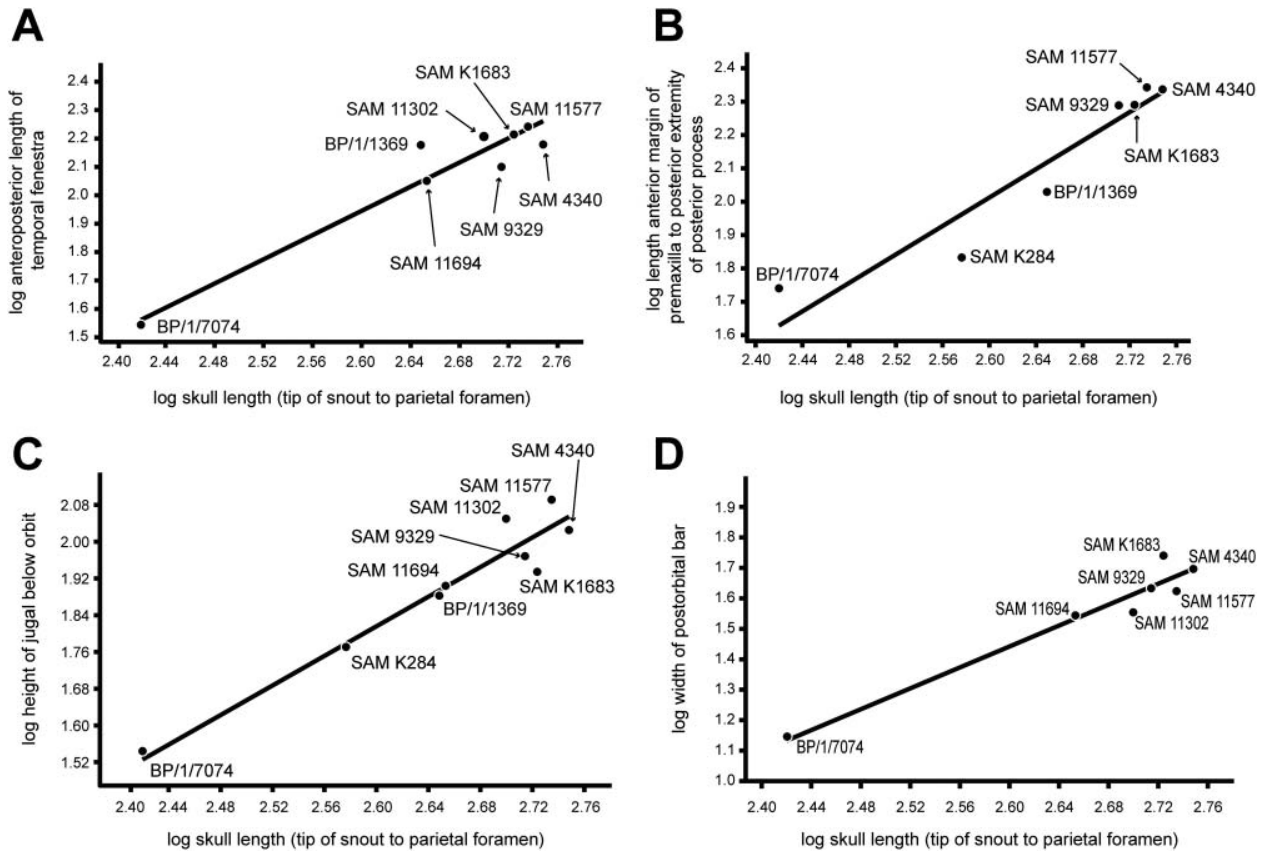 A
log anteroposterior length of
temporal fenestra
2.4
2.3
2.2
2.1
2.0
1.9
1.8
1.7
1.6
1.5
SAM K1683
SAM 11302
SAM 11577
BP/1/1369
SAM 4340
SAM 9329
SAM 11694
BP/1/7074
2.40 2.44 2.48 2.52 2.56 2.60 2.64 2.68 2.72 2.76
log skull length (tip of snout to parietal foramen)
B
log length anterior margin of
premaxilla to posterior extremity
of posterior process
2.4
2.3
2.2
2.1
2.0
1.9
1.8
1.7
1.6
SAM 11577
SAM 4340
SAM 9329
SAM K1683
BP/1/1369
SAM K284
BP/1/7074
2.40 2.44 2.48 2.52 2.56 2.60 2.64 2.68 2.72 2.76
log skull length (tip of snout to parietal foramen)
C
log height of jugal below orbit
2.08
2.00
1.92
1.84
1.76
1.68
1.60
1.52
SAM 4340
SAM 11577
SAM 11302
SAM 9329
SAM 11694
SAM K1683
BP/1/1369
SAM K284
BP/1/7074
2.40 2.44 2.48 2.52 2.56 2.60 2.64 2.68 2.72 2.76
log skull length (tip of snout to parietal foramen)
D
log width of postorbital bar
1.9
1.8
1.7
1.6
1.5
1.4
1.3
1.2
1.1
1.0
SAM K1683
SAM 4340
SAM 9329
SAM 11577
SAM 11694
SAM 11302
BP/1/7074
2.40 2.44 2.48 2.52 2.56 2.60 2.64 2.68 2.72 2.76
log skull length (tip of snout to parietal foramen)